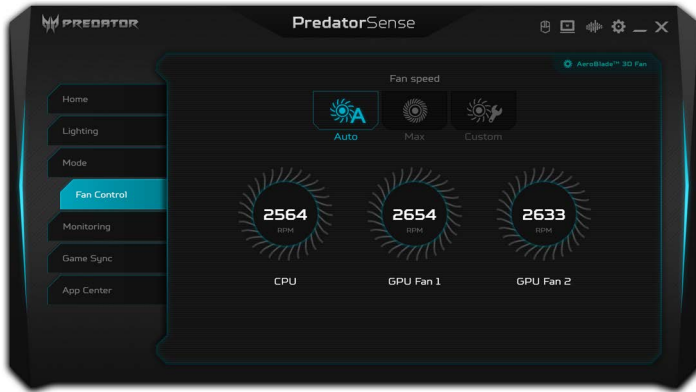 PREDATOR
PredatorSense
AeroBlade™ 3D Fan
Fan speed
Auto
Max
Custom
Home
Lighting
Mode
Fan Control
Monitoring
Game Sync
App Center
2564
RPM
CPU
2654
RPM
GPU Fan 1
2633
RPM
GPU Fan 2